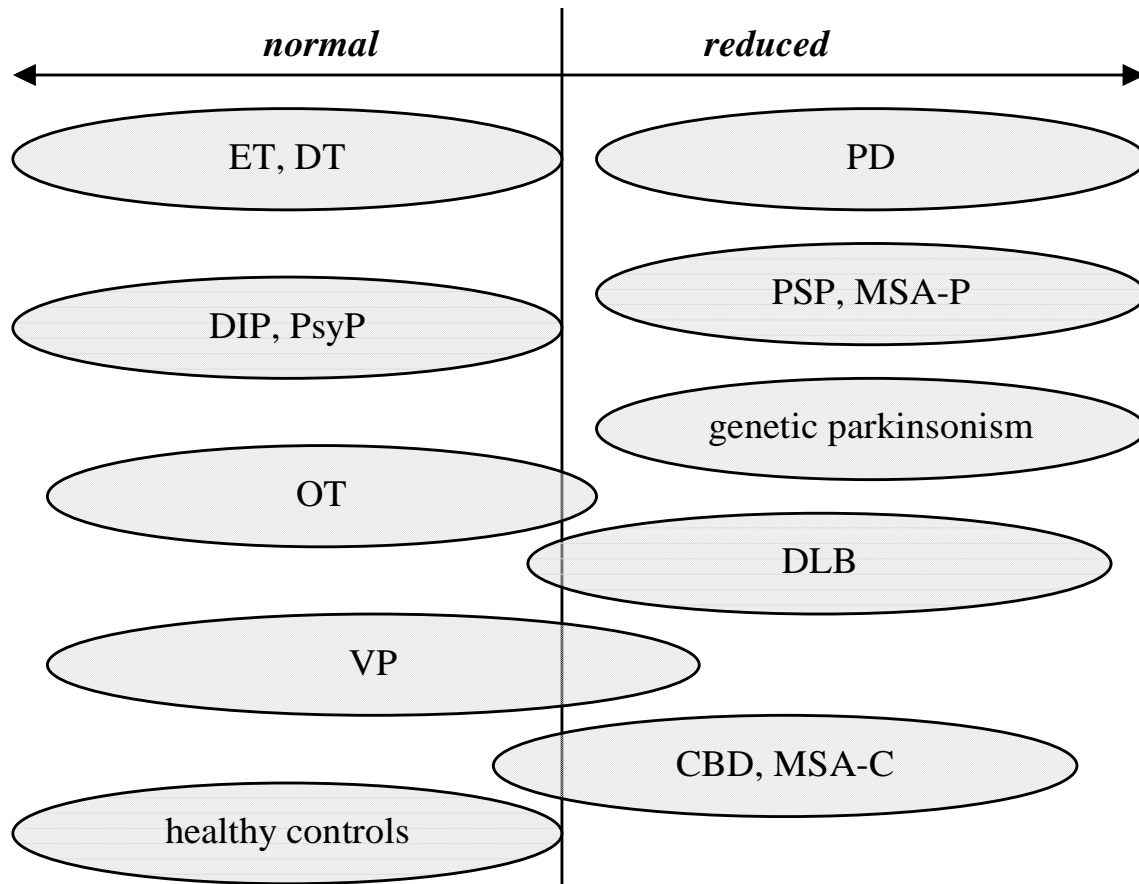 normal
reduced
ET, DT
PD
PSP, MSA-P
DIP, PsyP
genetic parkinsonism
OT
DLB
VP
CBD, MSA-C
healthy controls